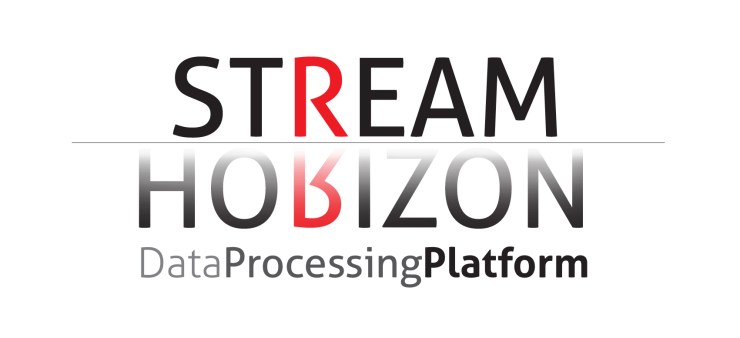 STREAM
HORIZON
DataProcessingPlatform